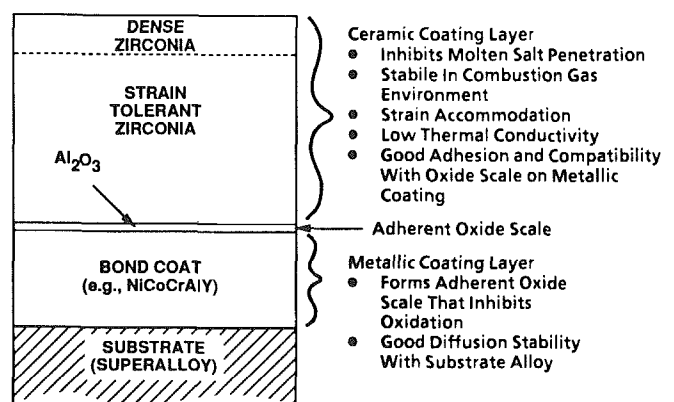 DENSE
ZIRCONIA
STRAIN
TOLERANT
ZIRCONIA
Al2O3
BOND COAT
(e.g., NiCoCrAlY)
SUBSTRATE
(SUPERALLOY)
Ceramic Coating Layer
● Inhibits Molten Salt Penetration
● Stabile In Combustion Gas
Environment
● Strain Accommodation
● Low Thermal Conductivity
● Good Adhesion and Compatibility
With Oxide Scale on Metallic
Coating
Adherent Oxide Scale
Metallic Coating Layer
● Forms Adherent Oxide
Scale That Inhibits
Oxidation
● Good Diffusion Stability
With Substrate Alloy